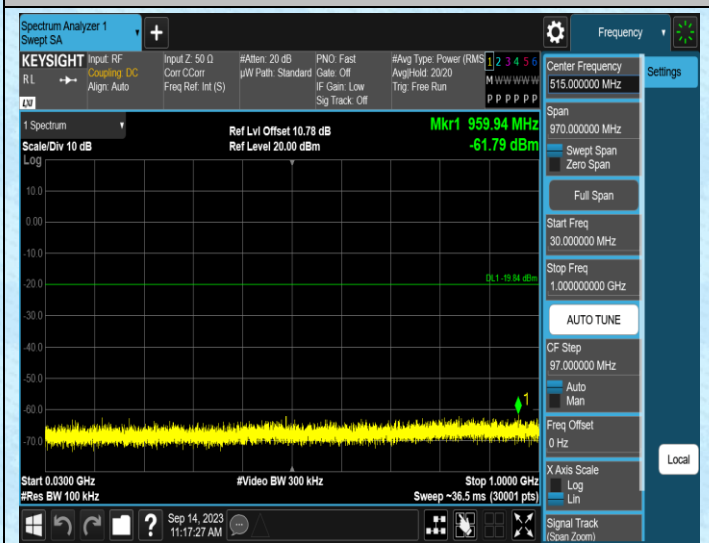 Spectrum Analyzer 1
Swept SA
+
Frequency
KEYSIGHT
RL
LXI
Input: RF
Coupling: DC
Align: Auto
Input Z: 50 Ω
Corr CCorr
Freq Ref: Int (S)
#Atten: 20 dB
µW Path: Standard
PNO: Fast
Gate: Off
IF Gain: Low
Sig Track: Off
#Avg Type: Power (RMS
Avg|Hold: 20/20
Trig: Free Run
1 2 3 4 5 6
M W W W W W
P P P P P P
1 Spectrum
Scale/Div 10 dB
Log
Ref Lvl Offset 10.78 dB
Ref Level 20.00 dBm
Mkr1 959.94 MHz
-61.79 dBm
10.0
0.00
-10.0
-20.0
-30.0
-40.0
-50.0
-60.0
-70.0
DL1 -19.64 dBm
1
Start 0.0300 GHz
#Res BW 100 kHz
#Video BW 300 kHz
Stop 1.0000 GHz
Sweep ~36.5 ms (30001 pts)
Center Frequency
515.000000 MHz
Span
970.000000 MHz
Swept Span
Zero Span
Full Span
Start Freq
30.000000 MHz
Stop Freq
1.000000000 GHz
AUTO TUNE
CF Step
97.000000 MHz
Auto
Man
Freq Offset
0 Hz
X Axis Scale
Log
Lin
Signal Track
(Span Zoom)
Settings
Local
?
Sep 14, 2023
11:17:27 AM